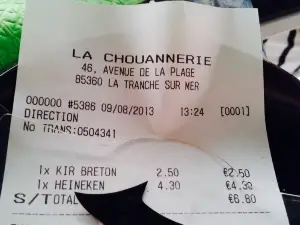 LA CHOUANNERIE
46, AVENUE DE LA PLAGE
85360 LA TRANCHE SUR MER
000000 #5386 09/08/2013 13:24 [0001]
DIRECTION
No TRANS:0504341
1x KIR BRETON 2.50 €2.50
1x HEINEKEN 4.30 €4.30
S/TOTAL €6.80